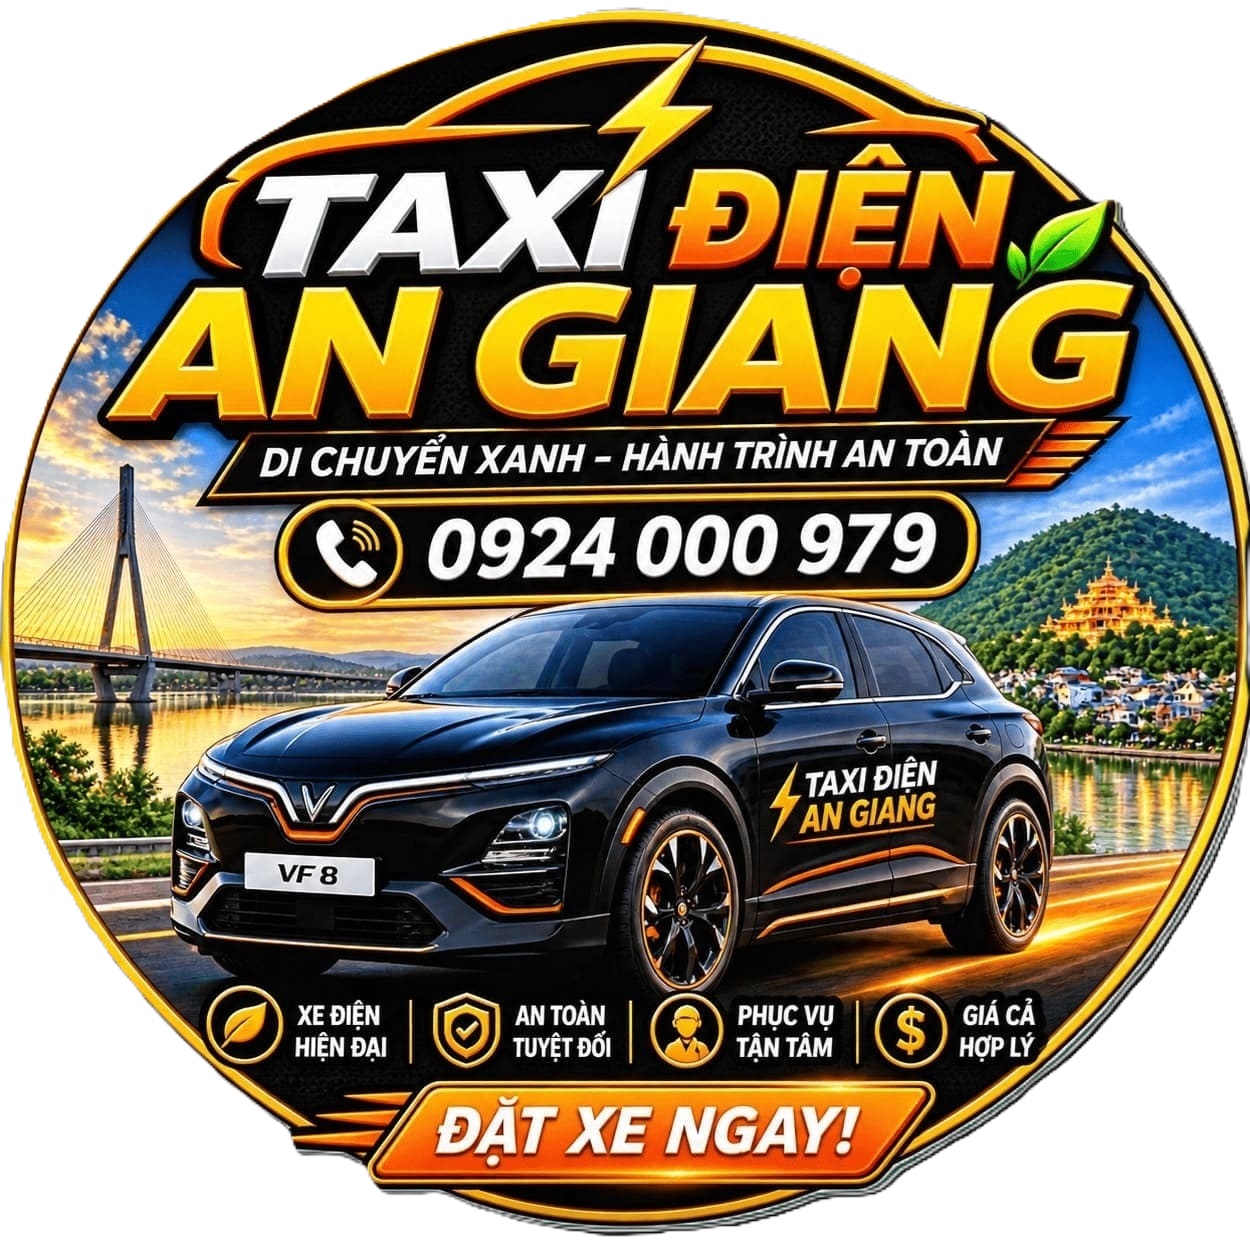 TAXI ĐIỆN
AN GIANG
DI CHUYỂN XANH - HÀNH TRÌNH AN TOÀN
0924 000 979
TAXI ĐIỆN
AN GIANG
VF 8
XE ĐIỆN
HIỆN ĐẠI
AN TOÀN
TUYỆT ĐỐI
PHỤC VỤ
TẬN TÂM
$
GIÁ CẢ
HỢP LÝ
ĐẶT XE NGAY!